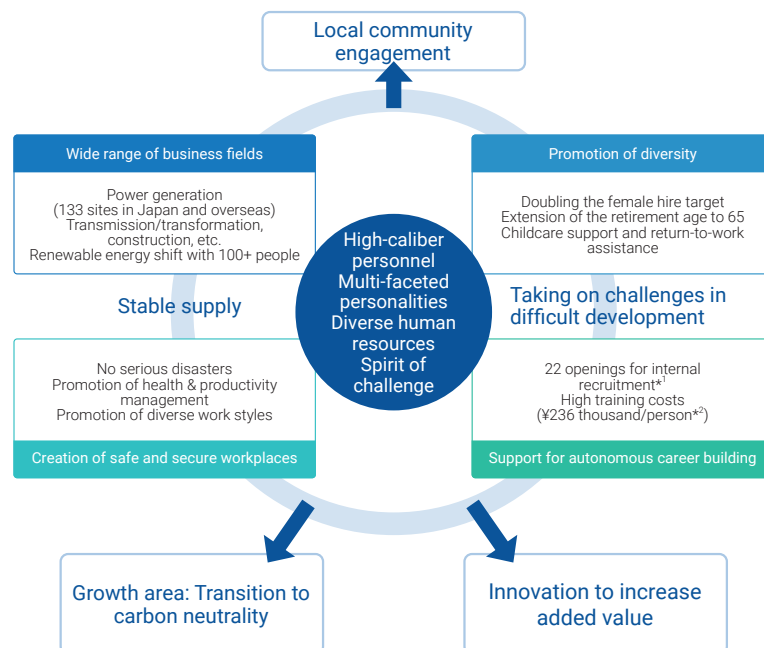 Local community
engagement
Wide range of business fields
Power generation
(133 sites in Japan and overseas)
Transmission/transformation,
construction, etc.
Renewable energy shift with 100+ people
Promotion of diversity
Doubling the female hire target
Extension of the retirement age to 65
Childcare support and return-to-work
assistance
Stable supply
High-caliber
personnel
Multi-faceted
personalities
Diverse human
resources
Spirit of
challenge
Taking on challenges in
difficult development
No serious disasters
Promotion of health & productivity
management
Promotion of diverse work styles
Creation of safe and secure workplaces
22 openings for internal
recruitment*1
High training costs
(¥236 thousand/person*2)
Support for autonomous career building
Growth area: Transition to
carbon neutrality
Innovation to increase
added value